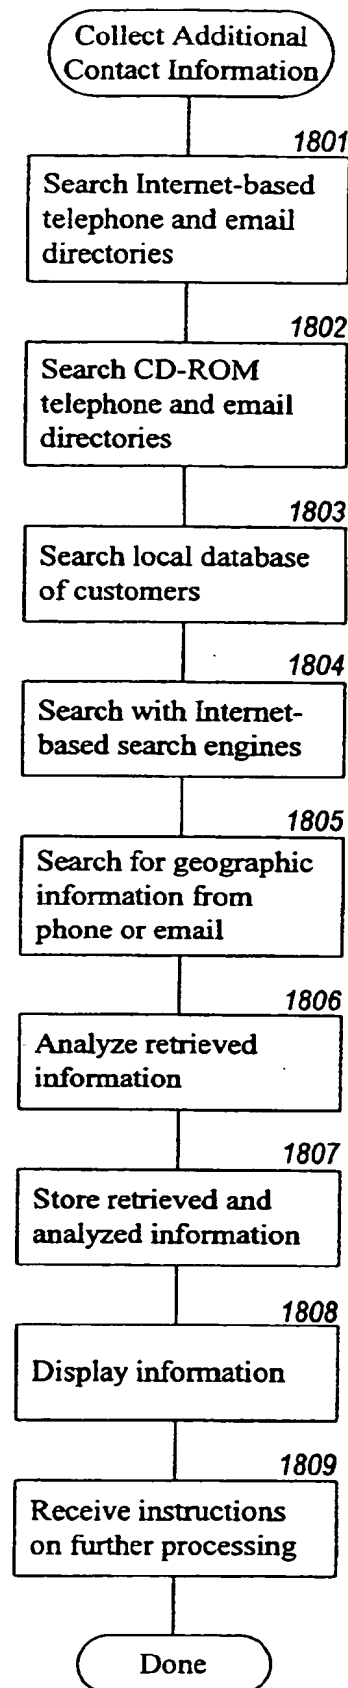 Collect Additional
Contact Information
1801
Search Internet-based
telephone and email
directories
1802
Search CD-ROM
telephone and email
directories
1803
Search local database
of customers
1804
Search with Internet-
based search engines
1805
Search for geographic
information from
phone or email
1806
Analyze retrieved
information
1807
Store retrieved and
analyzed information
1808
Display information
1809
Receive instructions
on further processing
Done